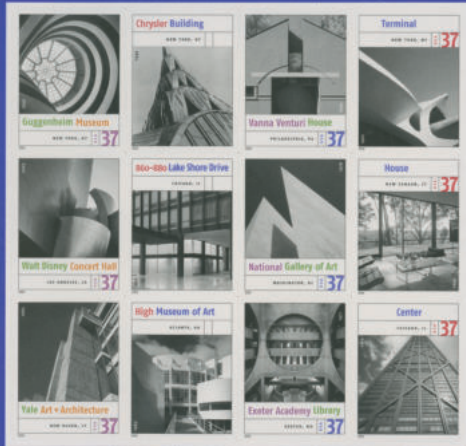 Guggenheim Museum
NEW YORK, NY
37
Chrysler Building
NEW YORK, NY
Vanna Venturi House
PHILADELPHIA, PA
37
Terminal
NEW YORK, NY
37
Walt Disney Concert Hall
LOS ANGELES, CA
37
860-880 Lake Shore Drive
CHICAGO, IL
National Gallery of Art
WASHINGTON, DC
37
House
NEW CANAAN, CT
37
Yale Art + Architecture
NEW HAVEN, CT
37
High Museum of Art
ATLANTA, GA
Exeter Academy Library
EXETER, NH
37
Center
CHICAGO, IL
37